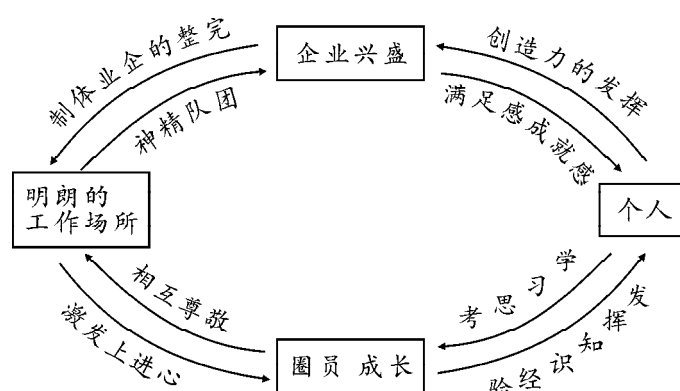 完整的企业体制
企业兴盛
创造力的发挥
团队精神
满足感成就感
明朗的
工作场所
个人
相互尊敬
学习思考
激发上进心
圈员 成长
发挥知识经验